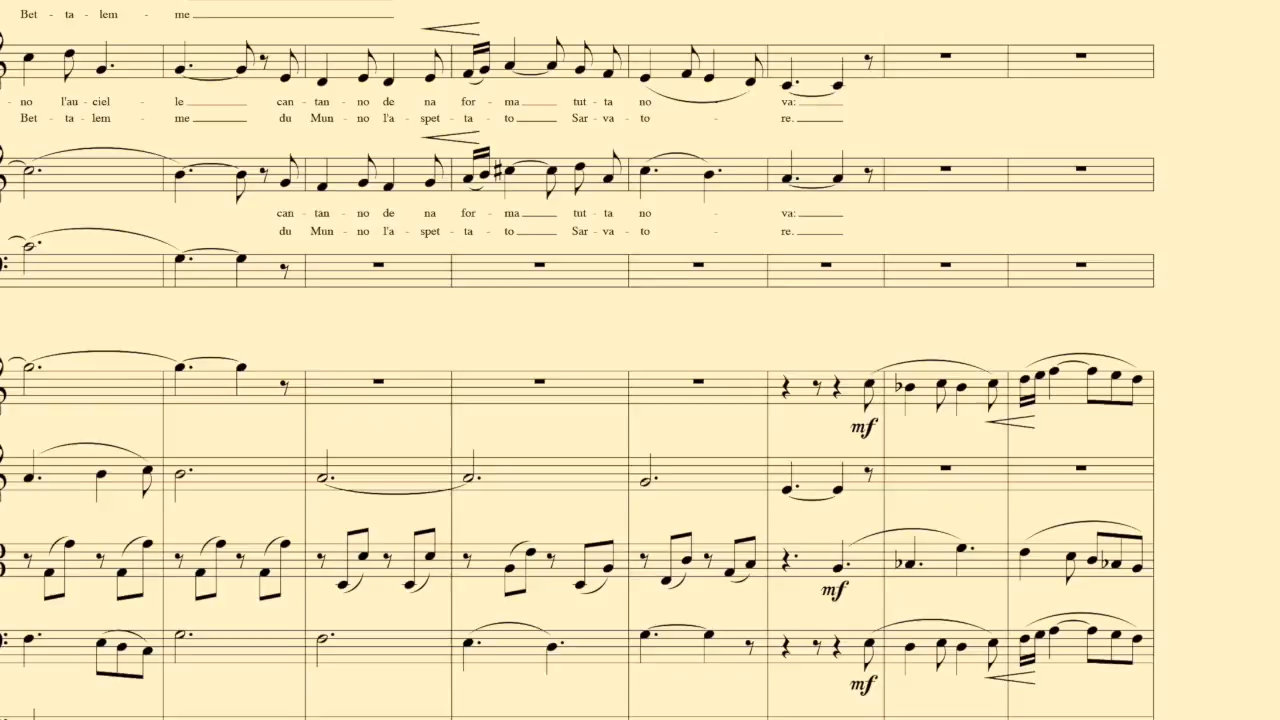 Bet - ta - lem - me
- no l'au - ciel - le can - tan - no de na for - ma tut - ta no - va:
Bet - ta - lem - me du Mun - no l'a - spet - ta - to Sar - va - to - re.
can - tan - no de na for - ma tut - ta no - va:
du Mun - no l'a - spet - ta - to Sar - va - to - re.
mf
mf
mf